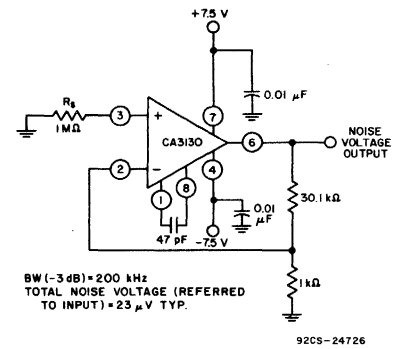 +7.5 V
0.01 µF
Rs
1MΩ
3
+
7
CA3130
6
NOISE
VOLTAGE
OUTPUT
2
−
4
1
8
47 pF
0.01
µF
-7.5 V
30.1 kΩ
1 kΩ
BW (-3 dB) = 200 kHz
TOTAL NOISE VOLTAGE (REFERRED
TO INPUT) = 23 µV TYP.
92CS-24726